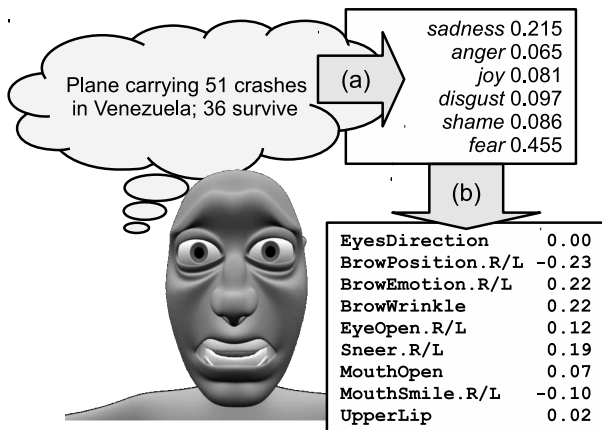 Plane carrying 51 crashes
in Venezuela; 36 survive
(a)
sadness 0.215
anger 0.065
joy 0.081
disgust 0.097
shame 0.086
fear 0.455
(b)
EyesDirection 0.00
BrowPosition.R/L -0.23
BrowEmotion.R/L 0.22
BrowWrinkle 0.22
EyeOpen.R/L 0.12
Sneer.R/L 0.19
MouthOpen 0.07
MouthSmile.R/L -0.10
UpperLip 0.02